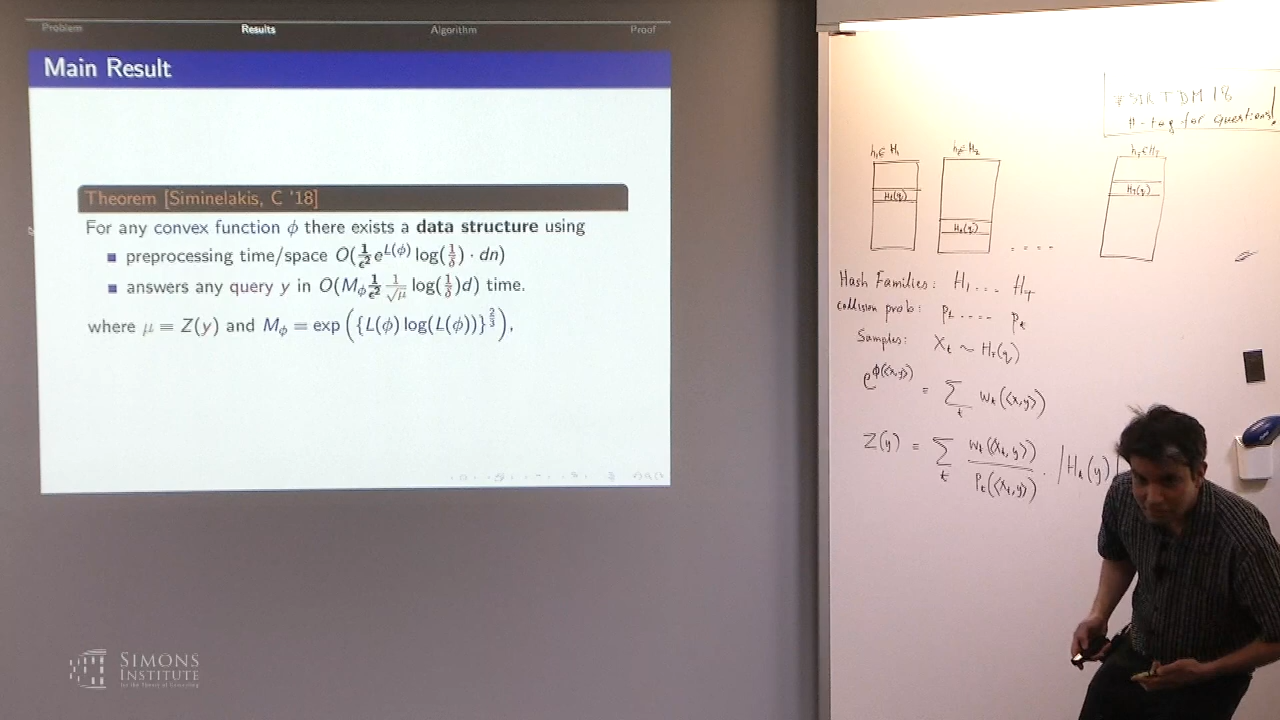 Problem Results Algorithm Proof
Main Result
Theorem [Siminelakis, C '18]
For any convex function ϕ there exists a data structure using
■ preprocessing time/space O(1/ϵ² e^{L(ϕ)} log(1/δ) · dn)
■ answers any query y in O(M_ϕ 1/ϵ² 1/√μ log(1/δ)d) time.
where μ ≡ Z(y) and M_ϕ = exp({L(ϕ) log(L(ϕ))}^{2/3}),
SIMONS
INSTITUTE
for the Theory of Computing
DM 18
#-tag for questions!
h₁∈H₁ h₂∈H₂
H₁(q)
Hash Families: H₁ ... H_T
collision prob: P₁ .... P_t
Samples: X_t ~ H_t(q)
e^{ϕ(⟨x,y⟩)} = Σ_t w_t(⟨x,y⟩)
Z(y) = Σ_t w_t(⟨X_t,y⟩) / P_t(⟨X_t,y⟩) · |H_t(y)|